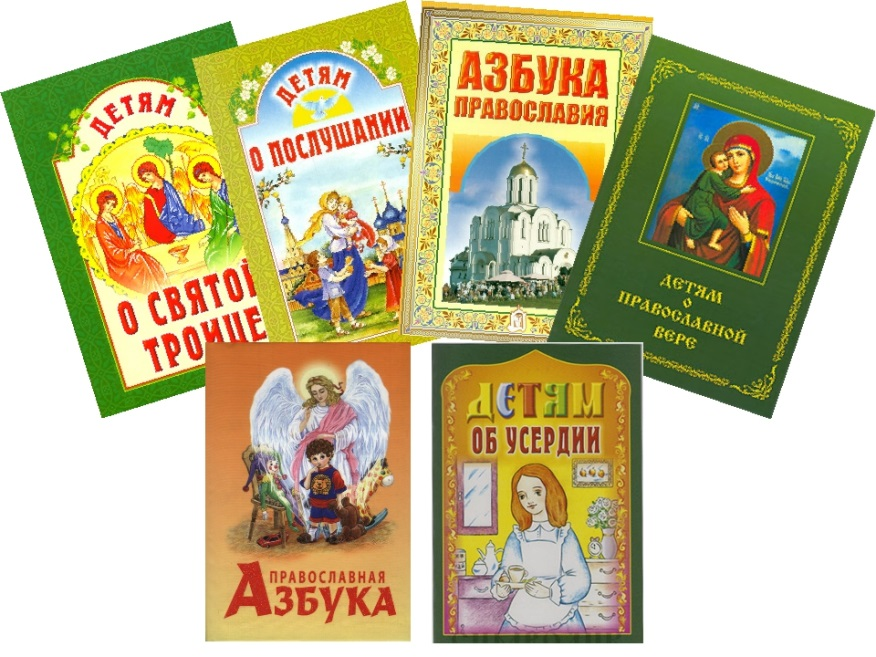 ДЕТЯМ
О СВЯТОЙ
ТРОИЦЕ
ДЕТЯМ
О ПОСЛУШАНИИ
АЗБУКА
ПРАВОСЛАВИЯ
ДЕТЯМ
О
ПРАВОСЛАВНОЙ
ВЕРЕ
ПРАВОСЛАВНАЯ
АЗБУКА
ДЕТЯМ
ОБ УСЕРДИИ